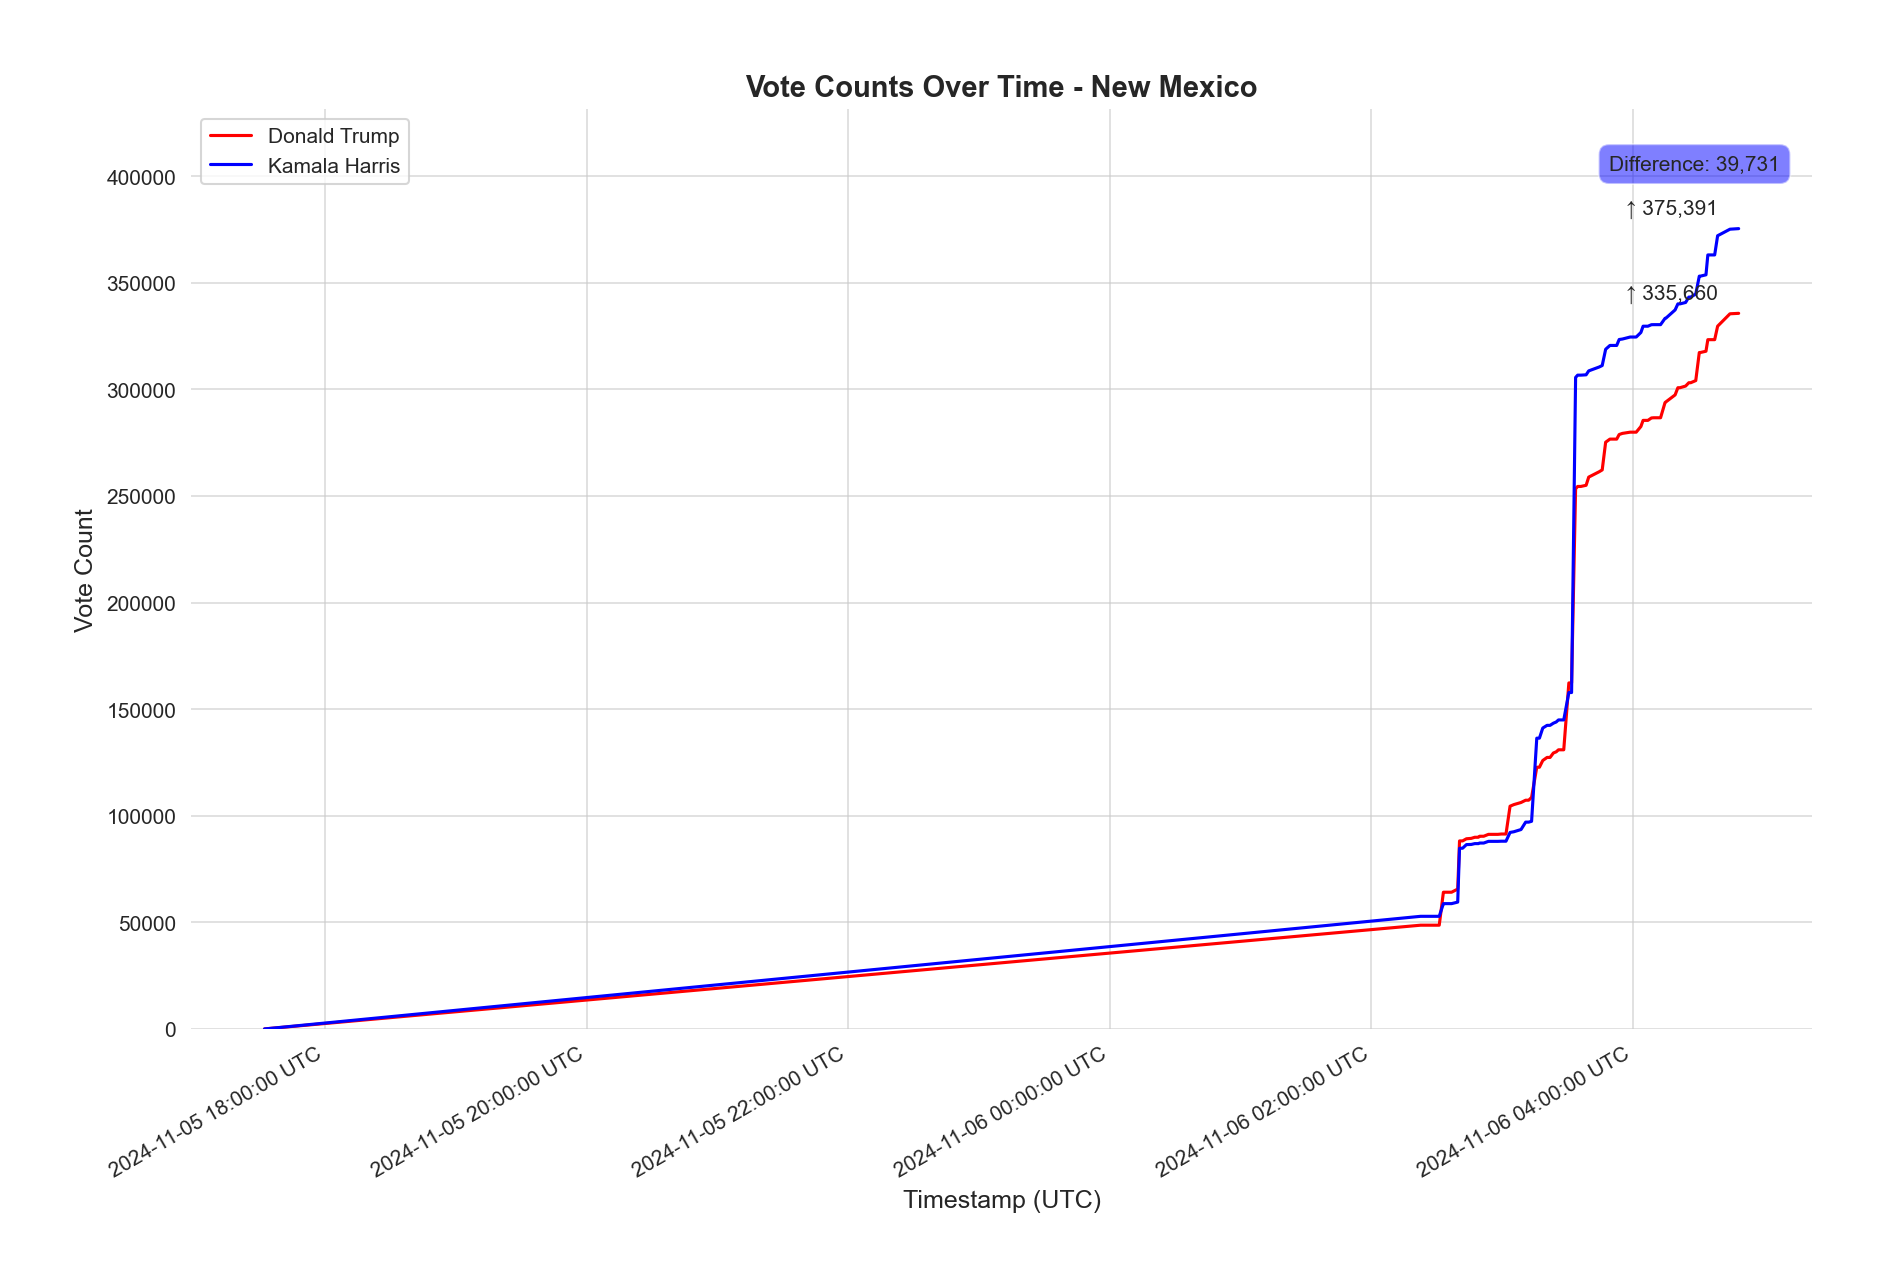 Vote Counts Over Time - New Mexico
Donald Trump
Kamala Harris
Difference: 39,731
↑ 375,391
↑ 335,660
400000
350000
300000
250000
200000
150000
100000
50000
0
Vote Count
2024-11-05 18:00:00 UTC
2024-11-05 20:00:00 UTC
2024-11-05 22:00:00 UTC
2024-11-06 00:00:00 UTC
2024-11-06 02:00:00 UTC
2024-11-06 04:00:00 UTC
Timestamp (UTC)